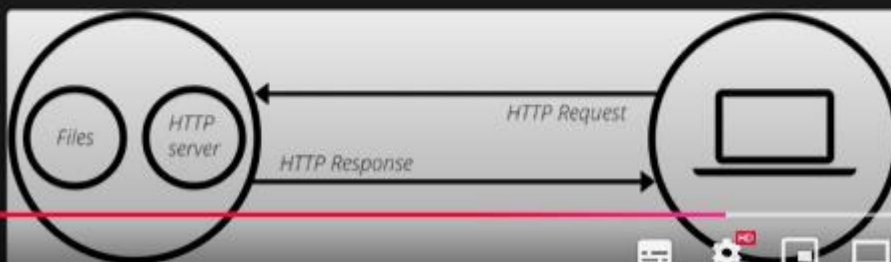 Files
HTTP
server
HTTP Request
HTTP Response
HD